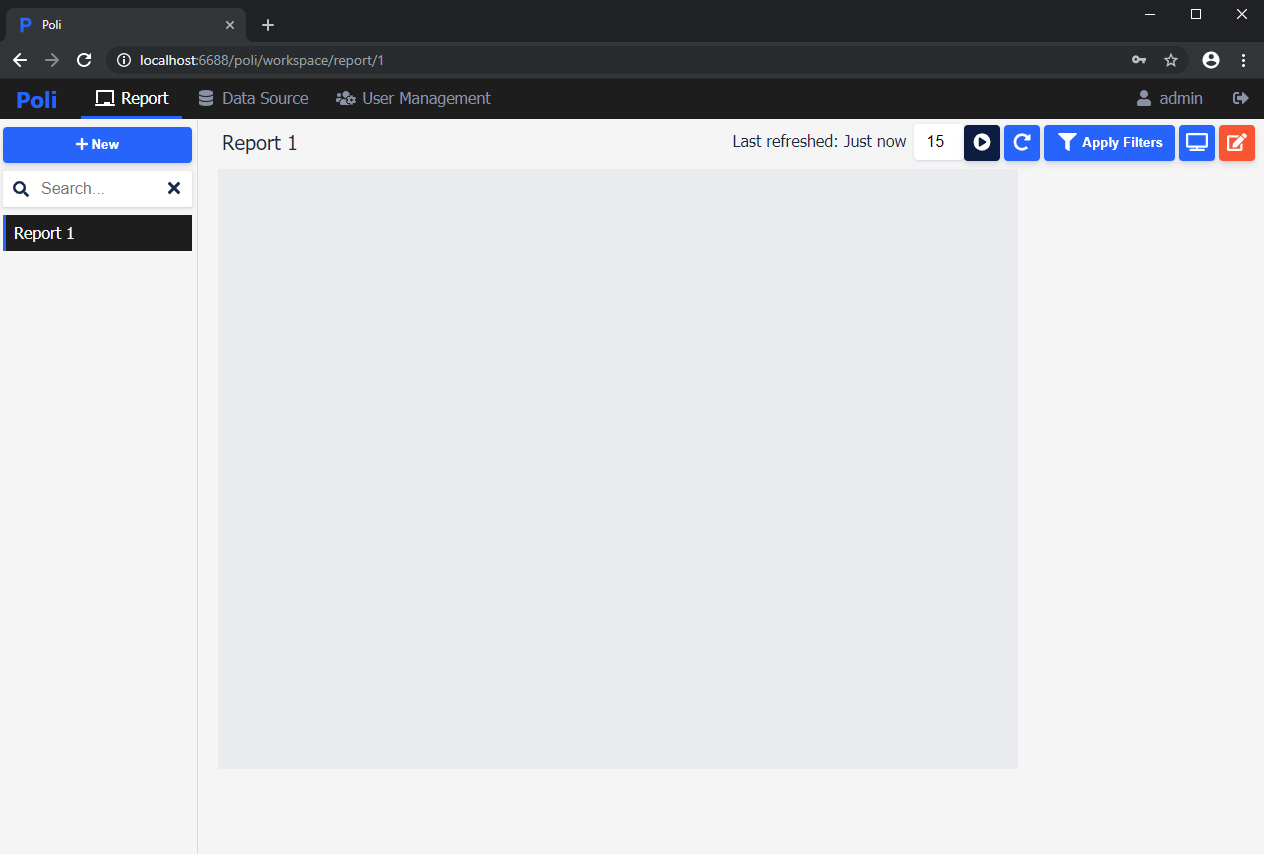 Poli
localhost:6688/poli/workspace/report/1
Poli Report Data Source User Management admin
New
Search...
Report 1
Report 1 Last refreshed: Just now 15 Apply Filters